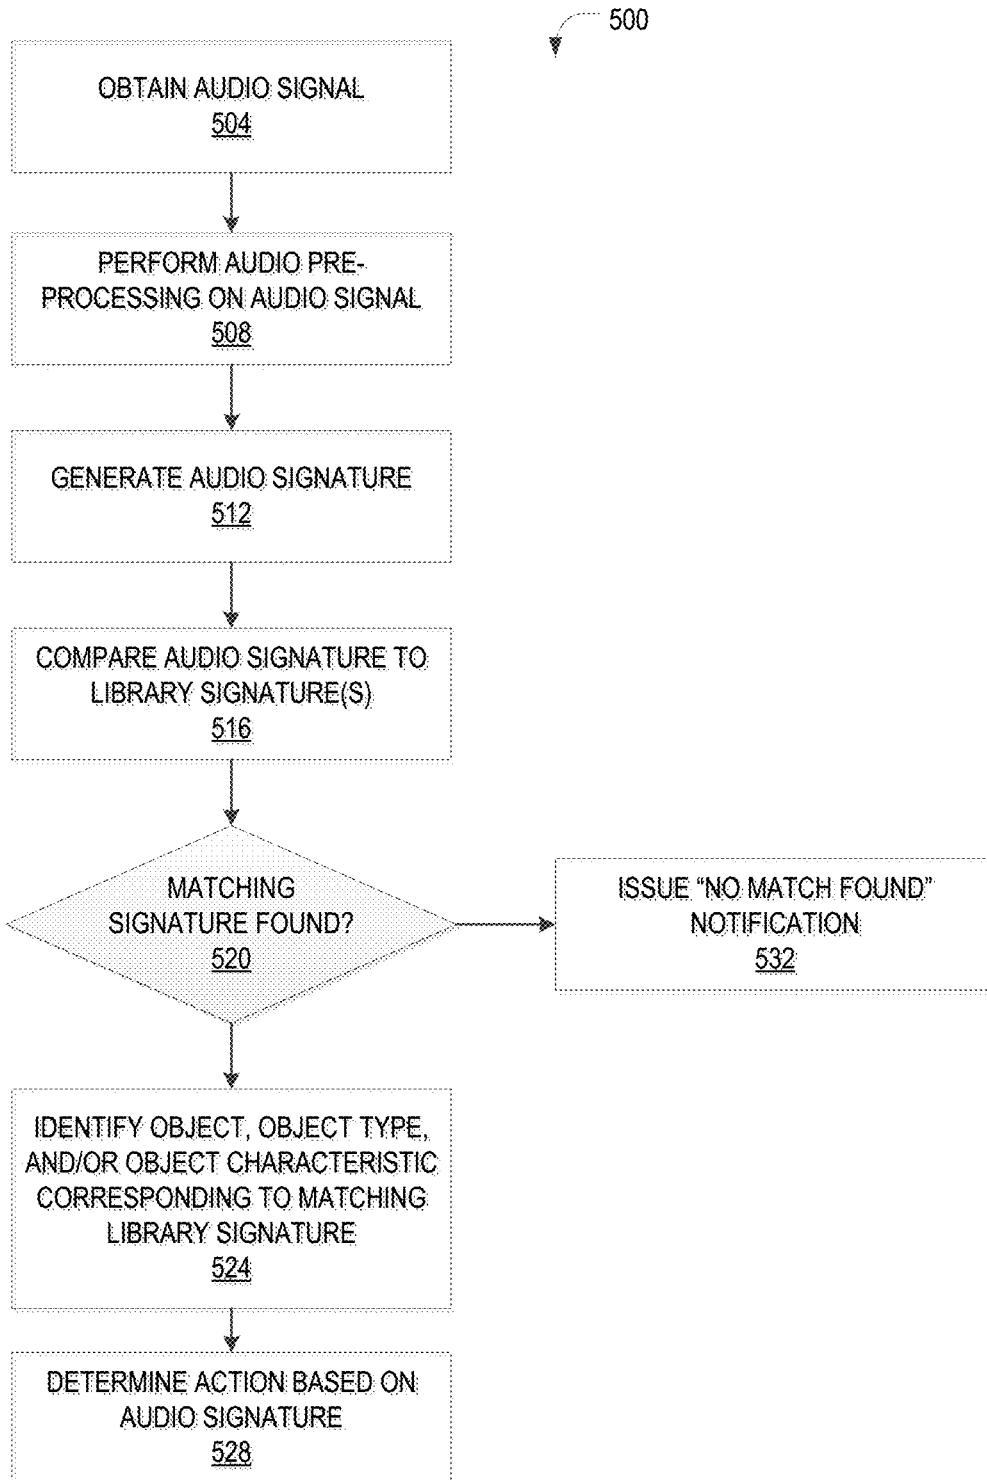 500
OBTAIN AUDIO SIGNAL
504
PERFORM AUDIO PRE-
PROCESSING ON AUDIO SIGNAL
508
GENERATE AUDIO SIGNATURE
512
COMPARE AUDIO SIGNATURE TO
LIBRARY SIGNATURE(S)
516
MATCHING
SIGNATURE FOUND?
520
ISSUE “NO MATCH FOUND”
NOTIFICATION
532
IDENTIFY OBJECT, OBJECT TYPE,
AND/OR OBJECT CHARACTERISTIC
CORRESPONDING TO MATCHING
LIBRARY SIGNATURE
524
DETERMINE ACTION BASED ON
AUDIO SIGNATURE
528